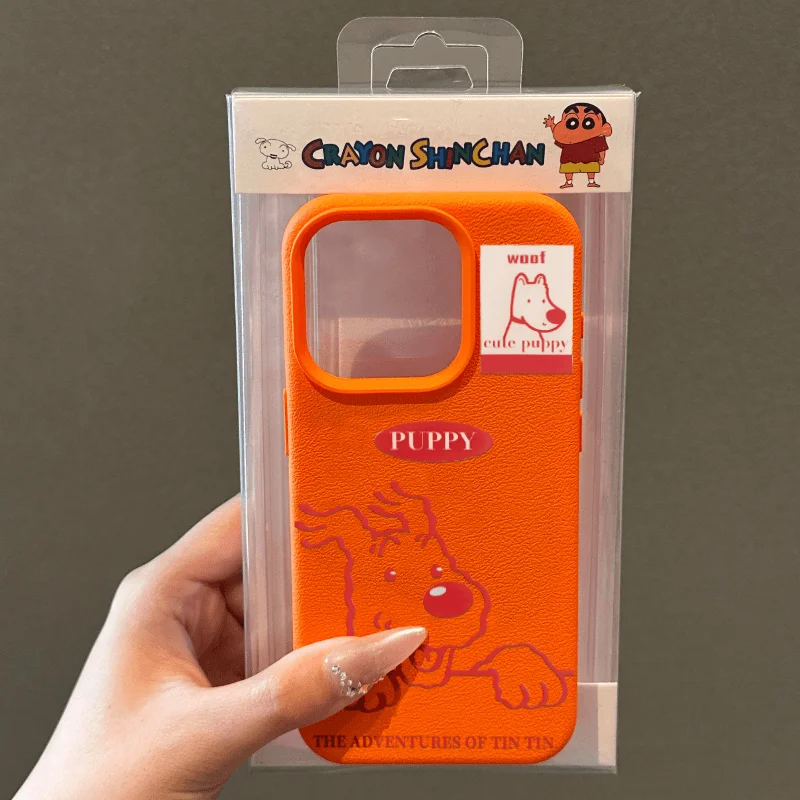 CRAYON SHINCHAN
woof
cute puppy
PUPPY
THE ADVENTURES OF TIN TIN